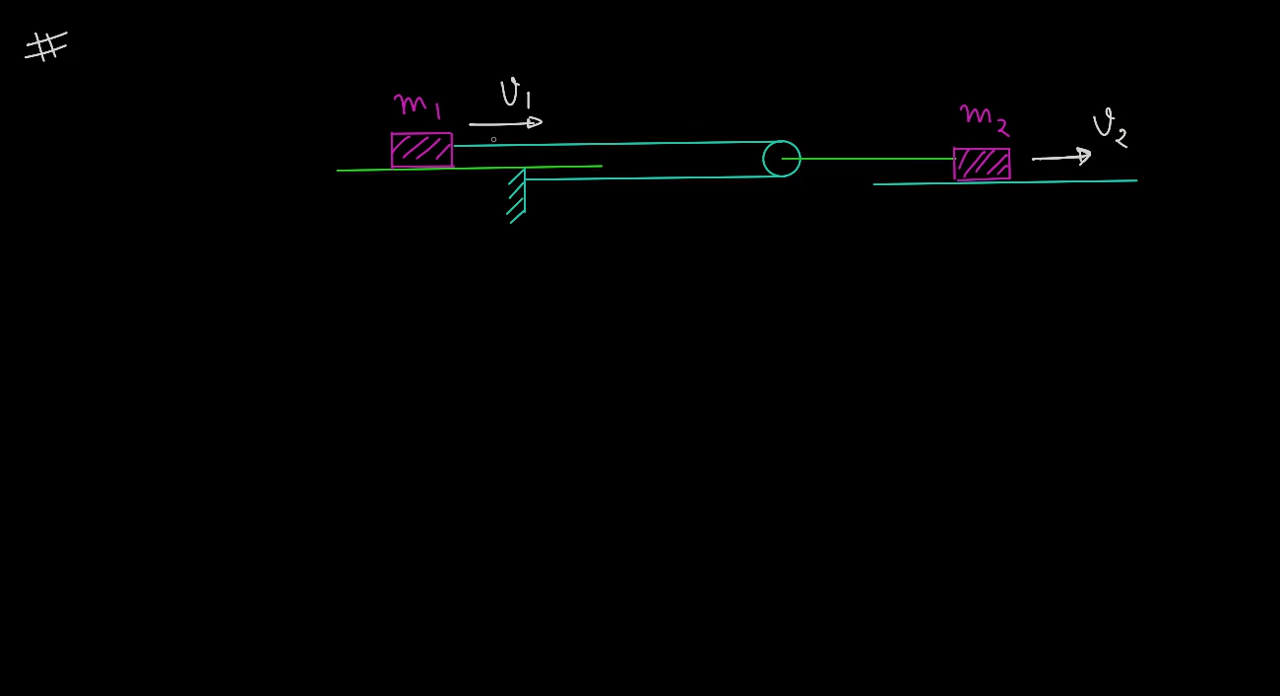 #
m₁ v₁
m₂ v₂